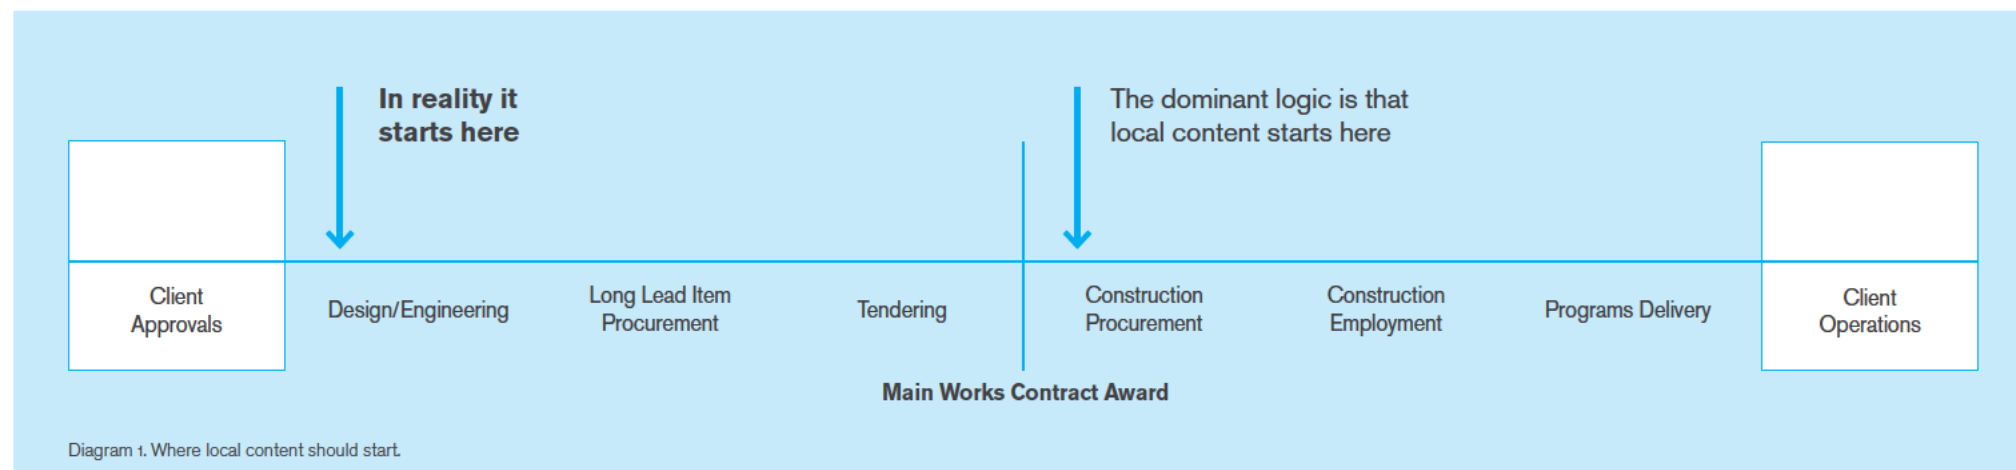 In reality it
starts here
The dominant logic is that
local content starts here
Client
Approvals
Design/Engineering
Long Lead Item
Procurement
Tendering
Construction
Procurement
Construction
Employment
Programs Delivery
Client
Operations
Main Works Contract Award
Diagram 1. Where local content should start.